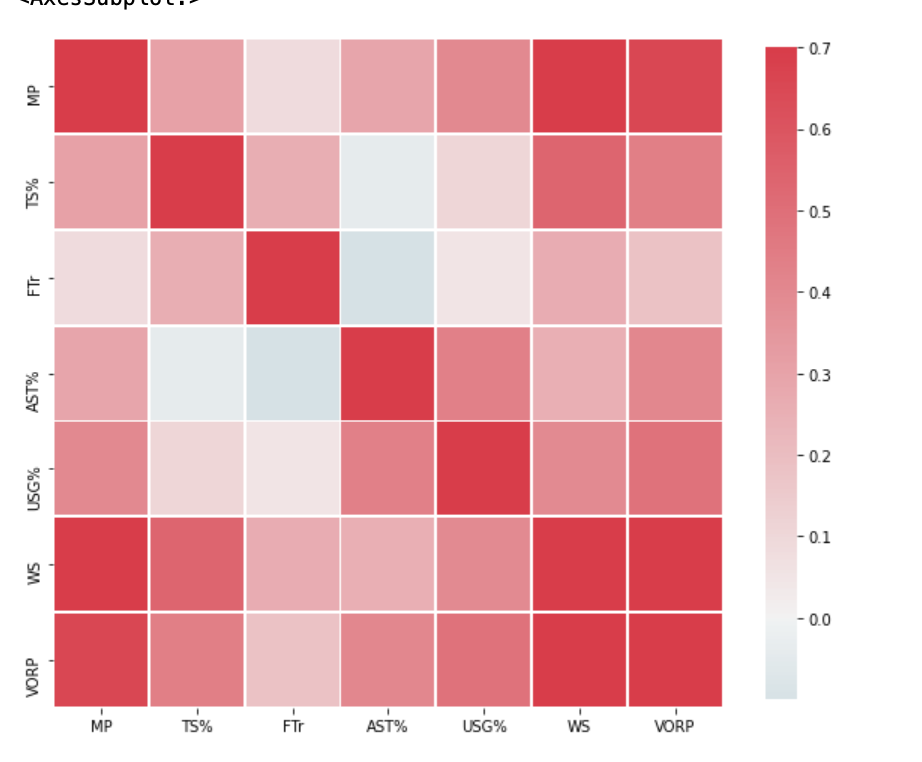 <AxesSubplot:>
0.7
MP
0.6
TS%
0.5
FTr
0.4
AST%
0.3
USG%
0.2
WS
0.1
VORP
0.0
MP TS% FTr AST% USG% WS VORP